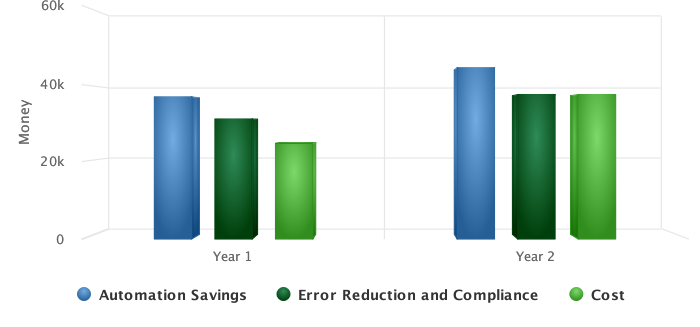 60k
40k
20k
0
Money
Year 1
Year 2
Automation Savings
Error Reduction and Compliance
Cost